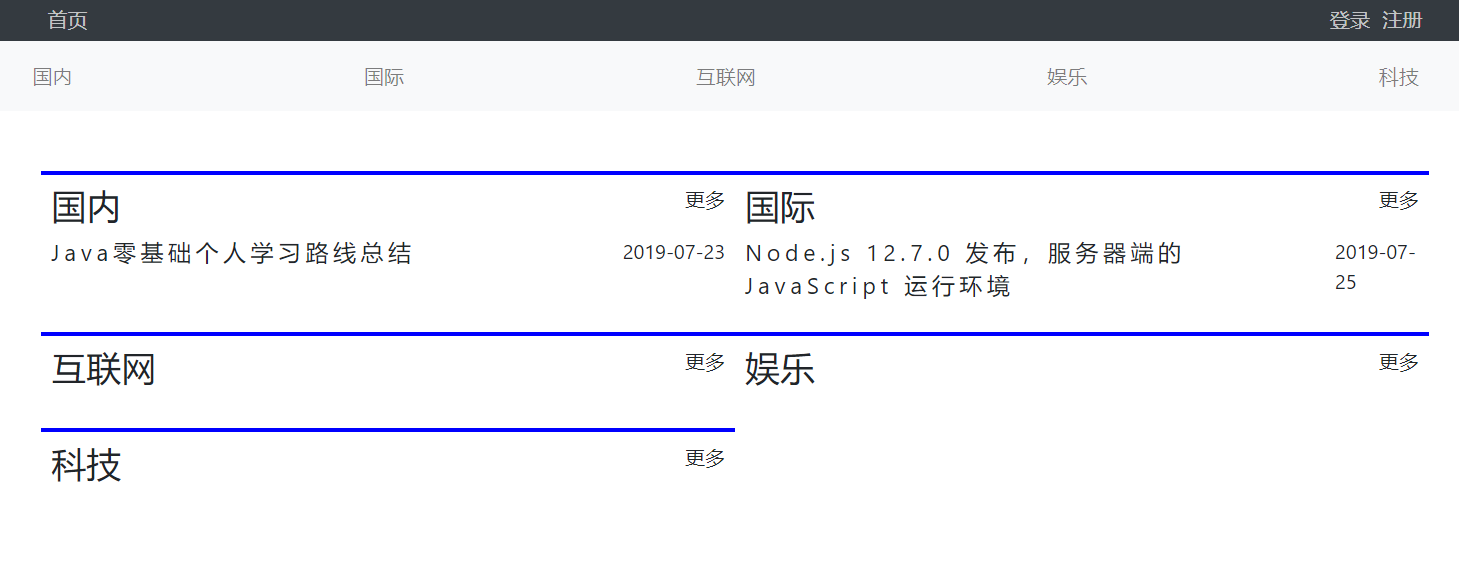 首页 登录 注册
国内 国际 互联网 娱乐 科技
国内 更多
Java零基础个人学习路线总结 2019-07-23
国际 更多
Node.js 12.7.0 发布，服务器端的 2019-07-
JavaScript 运行环境 25
互联网 更多
娱乐 更多
科技 更多